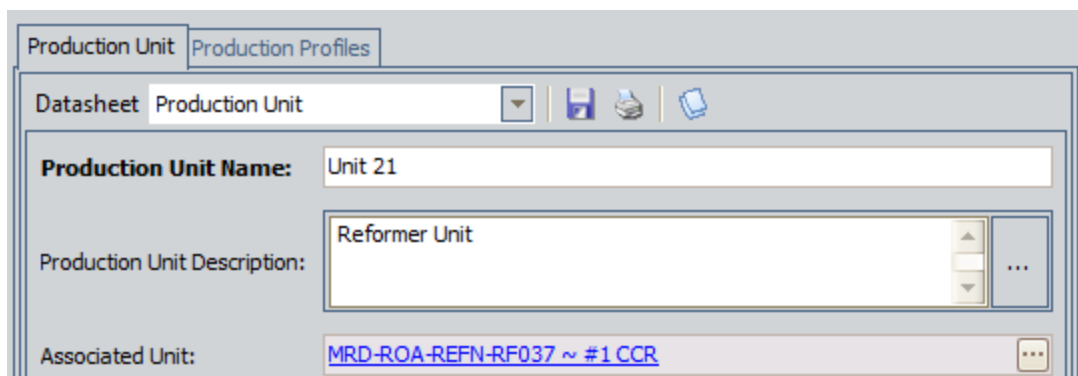 Production Unit Production Profiles
Datasheet Production Unit
Production Unit Name: Unit 21
Production Unit Description: Reformer Unit
...
Associated Unit: MRD-ROA-REFN-RF037 ~ #1 CCR ...